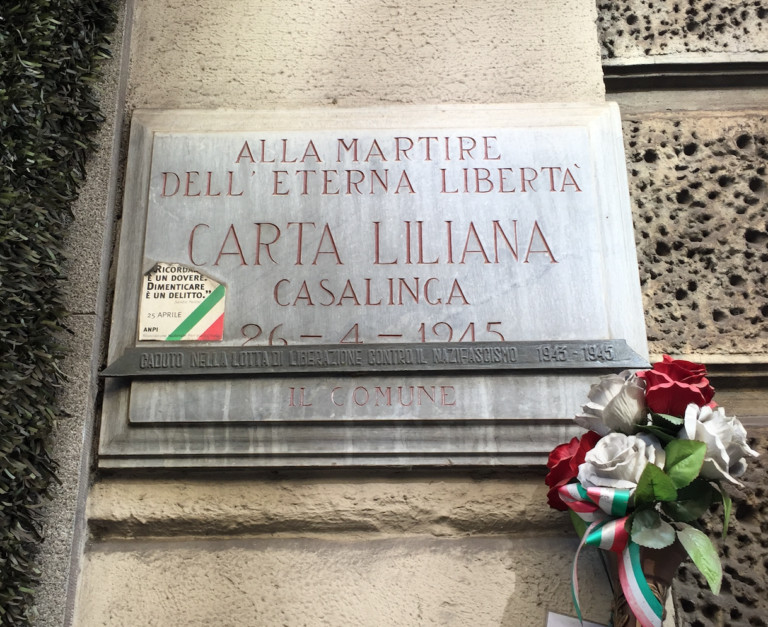 ALLA MARTIRE
DELL'ETERNA LIBERTÀ
CARTA LILIANA
CASALINGA
26-4-1945
CADUTO NELLA LOTTA DI LIBERAZIONE CONTRO IL NAZIFASCISMO 1943-1945
IL COMUNE
"RICORDARE
È UN DOVERE.
DIMENTICARE
È UN DELITTO."
25 APRILE
ANPI